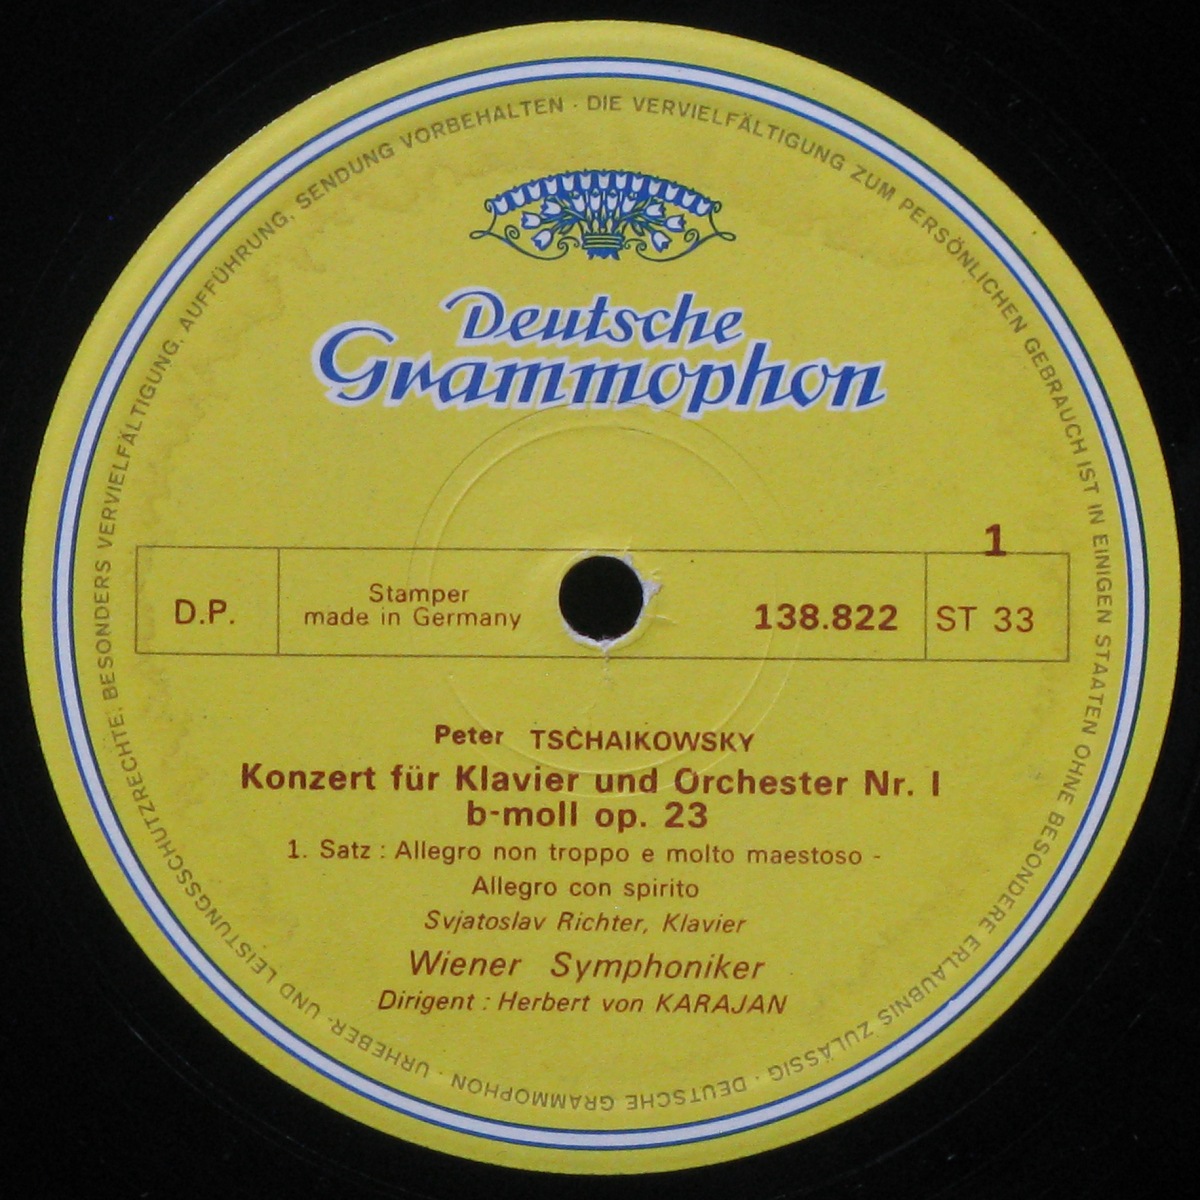 DEUTSCHE GRAMMOPHON · URHEBER- UND LEISTUNGSSCHUTZRECHTE, BESONDERS VERVIELFÄLTIGUNG, AUFFÜHRUNG, SENDUNG VORBEHALTEN · DIE VERVIELFÄLTIGUNG ZUM PERSÖNLICHEN GEBRAUCH IST IN EINIGEN STAATEN OHNE BESONDERE ERLAUBNIS ZULÄSSIG ·
Deutsche
Grammophon
1
D.P.
Stamper
made in Germany
138.822
ST 33
Peter TSCHAIKOWSKY
Konzert für Klavier und Orchester Nr. I
b-moll op. 23
1. Satz : Allegro non troppo e molto maestoso -
Allegro con spirito
Svjatoslav Richter, Klavier
Wiener Symphoniker
Dirigent : Herbert von KARAJAN